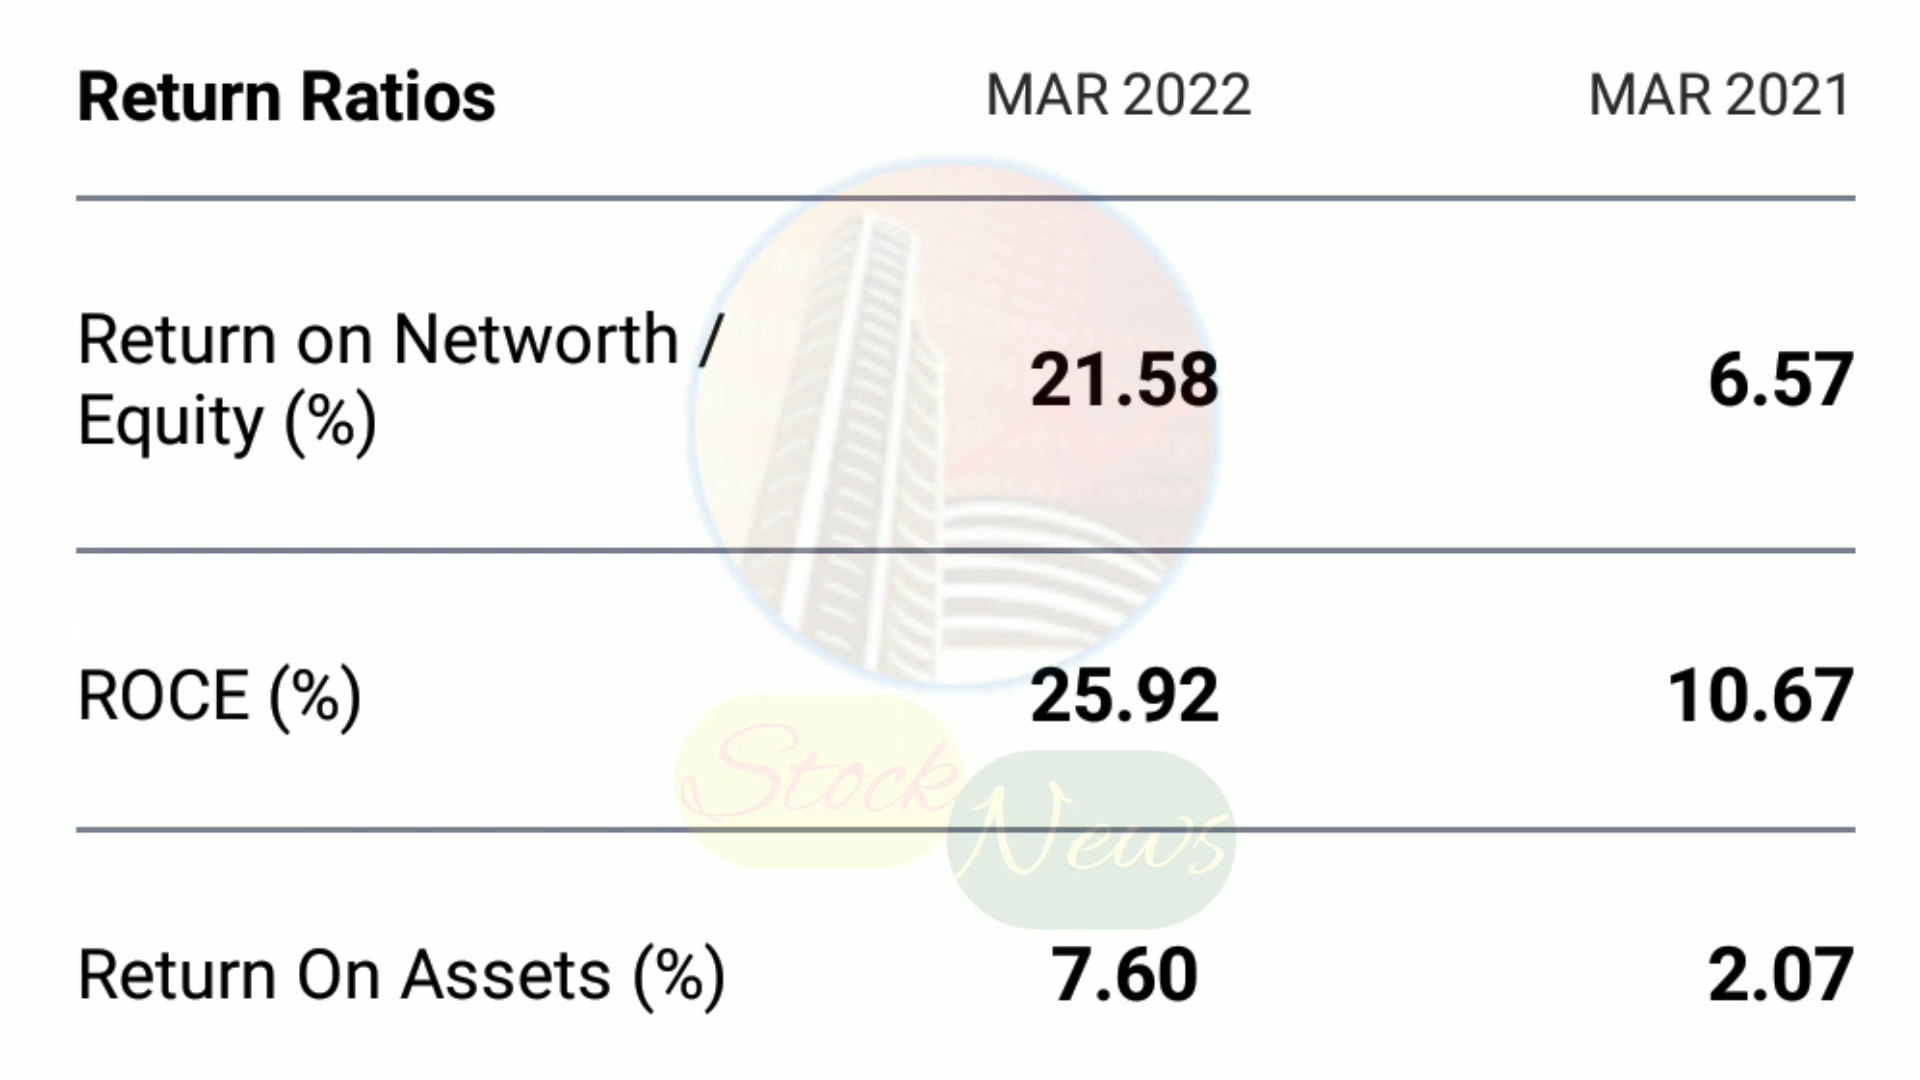 Return Ratios MAR 2022 MAR 2021
Return on Networth /
Equity (%) 21.58 6.57
ROCE (%) 25.92 10.67
Stock
News
Return On Assets (%) 7.60 2.07